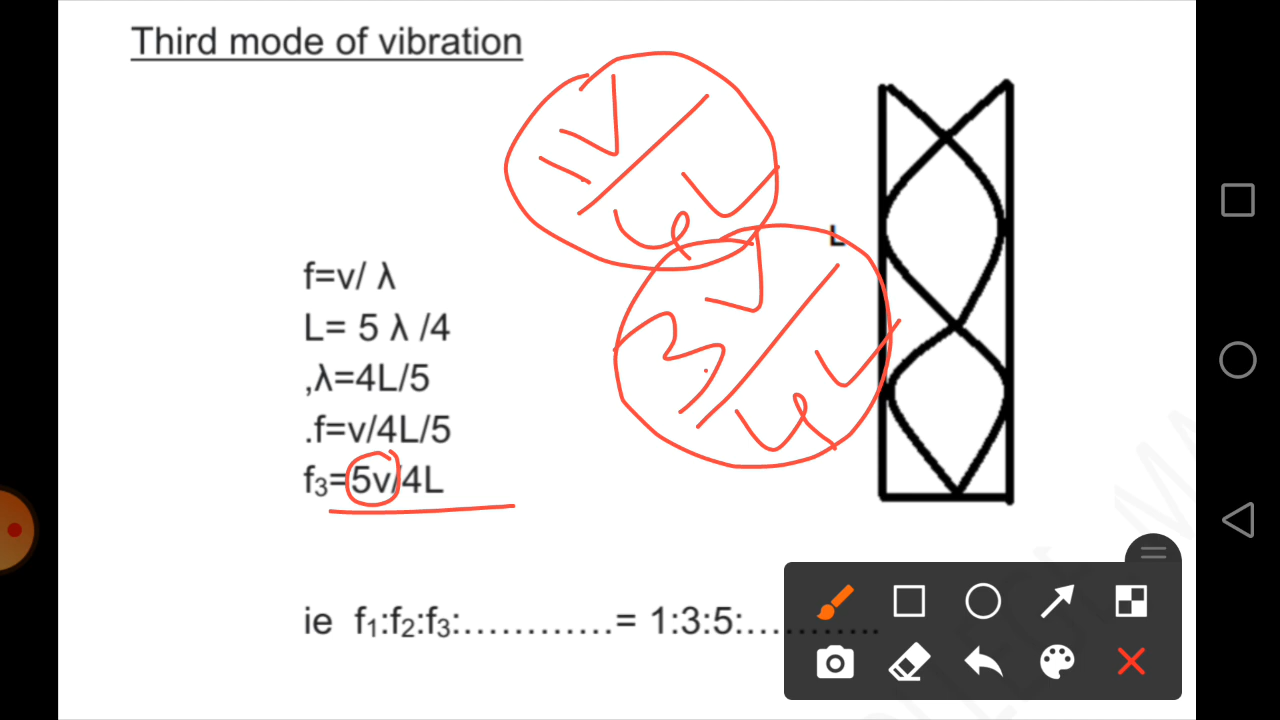 Third mode of vibration
L
f=v/ λ
L= 5 λ /4
,λ=4L/5
.f=v/4L/5
f₃=5v/4L
ie f₁:f₂:f₃:…………= 1:3:5:………..